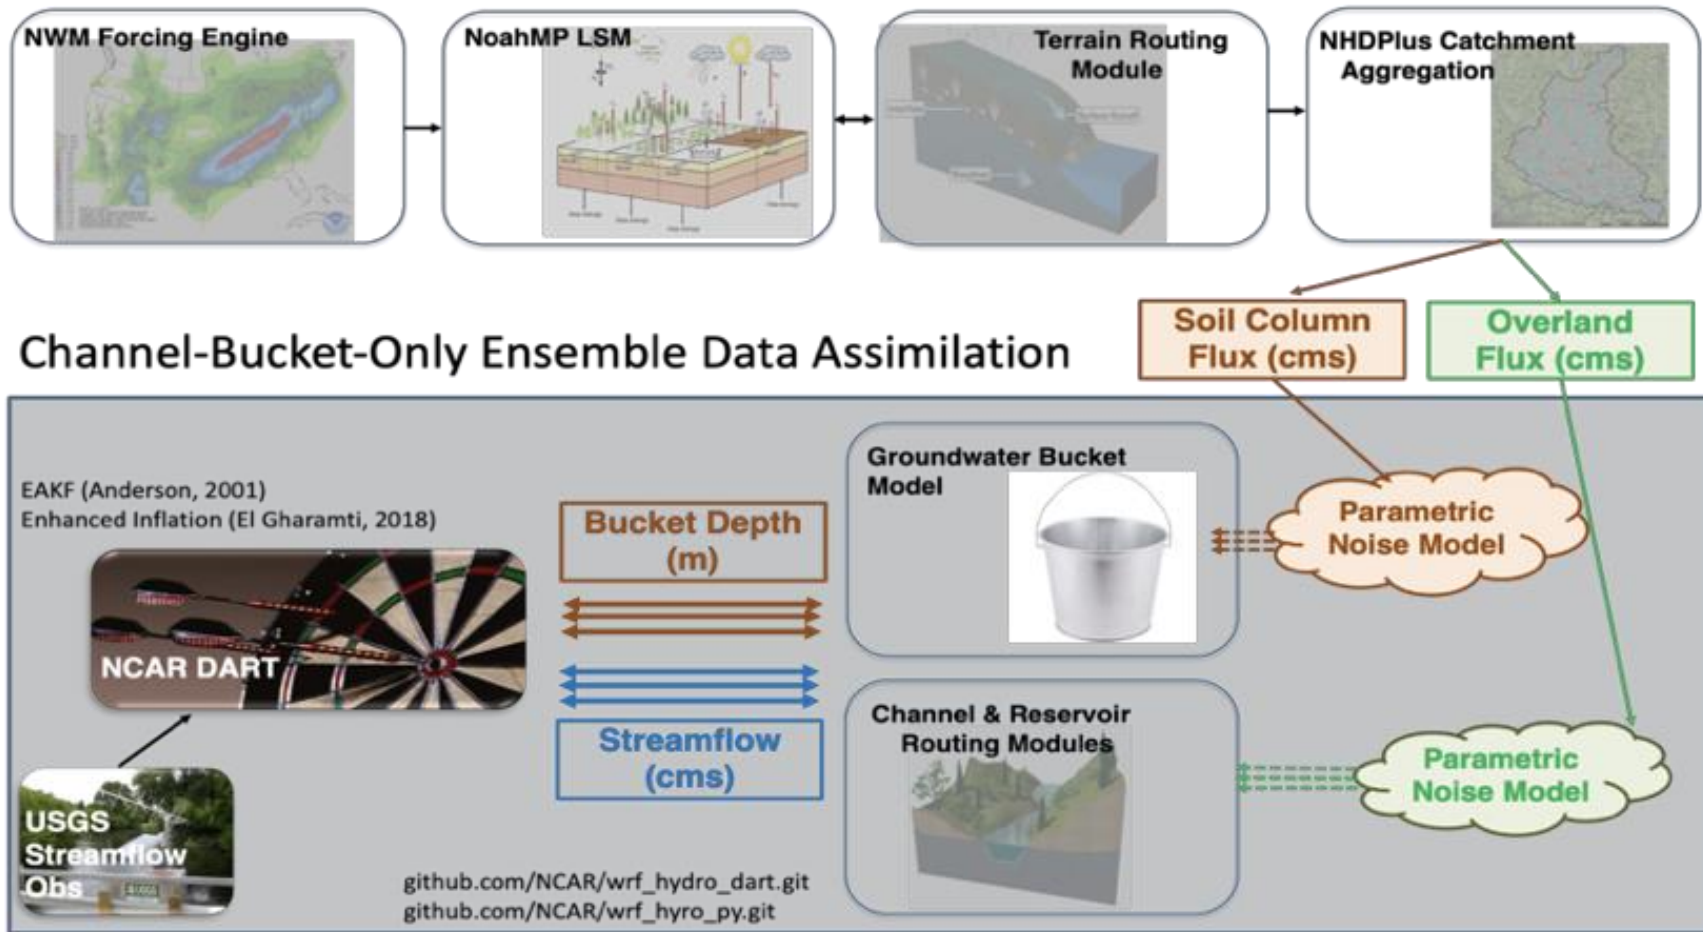 NWM Forcing Engine
NoahMP LSM
Terrain Routing
Module
NHDPlus Catchment
Aggregation
Soil Column
Flux (cms)
Overland
Flux (cms)
Channel-Bucket-Only Ensemble Data Assimilation
EAKF (Anderson, 2001)
Enhanced Inflation (El Gharamti, 2018)
NCAR DART
USGS
Streamflow
Obs
Bucket Depth
(m)
Streamflow
(cms)
Groundwater Bucket
Model
Channel & Reservoir
Routing Modules
Parametric
Noise Model
Parametric
Noise Model
github.com/NCAR/wrf_hydro_dart.git
github.com/NCAR/wrf_hyro_py.git